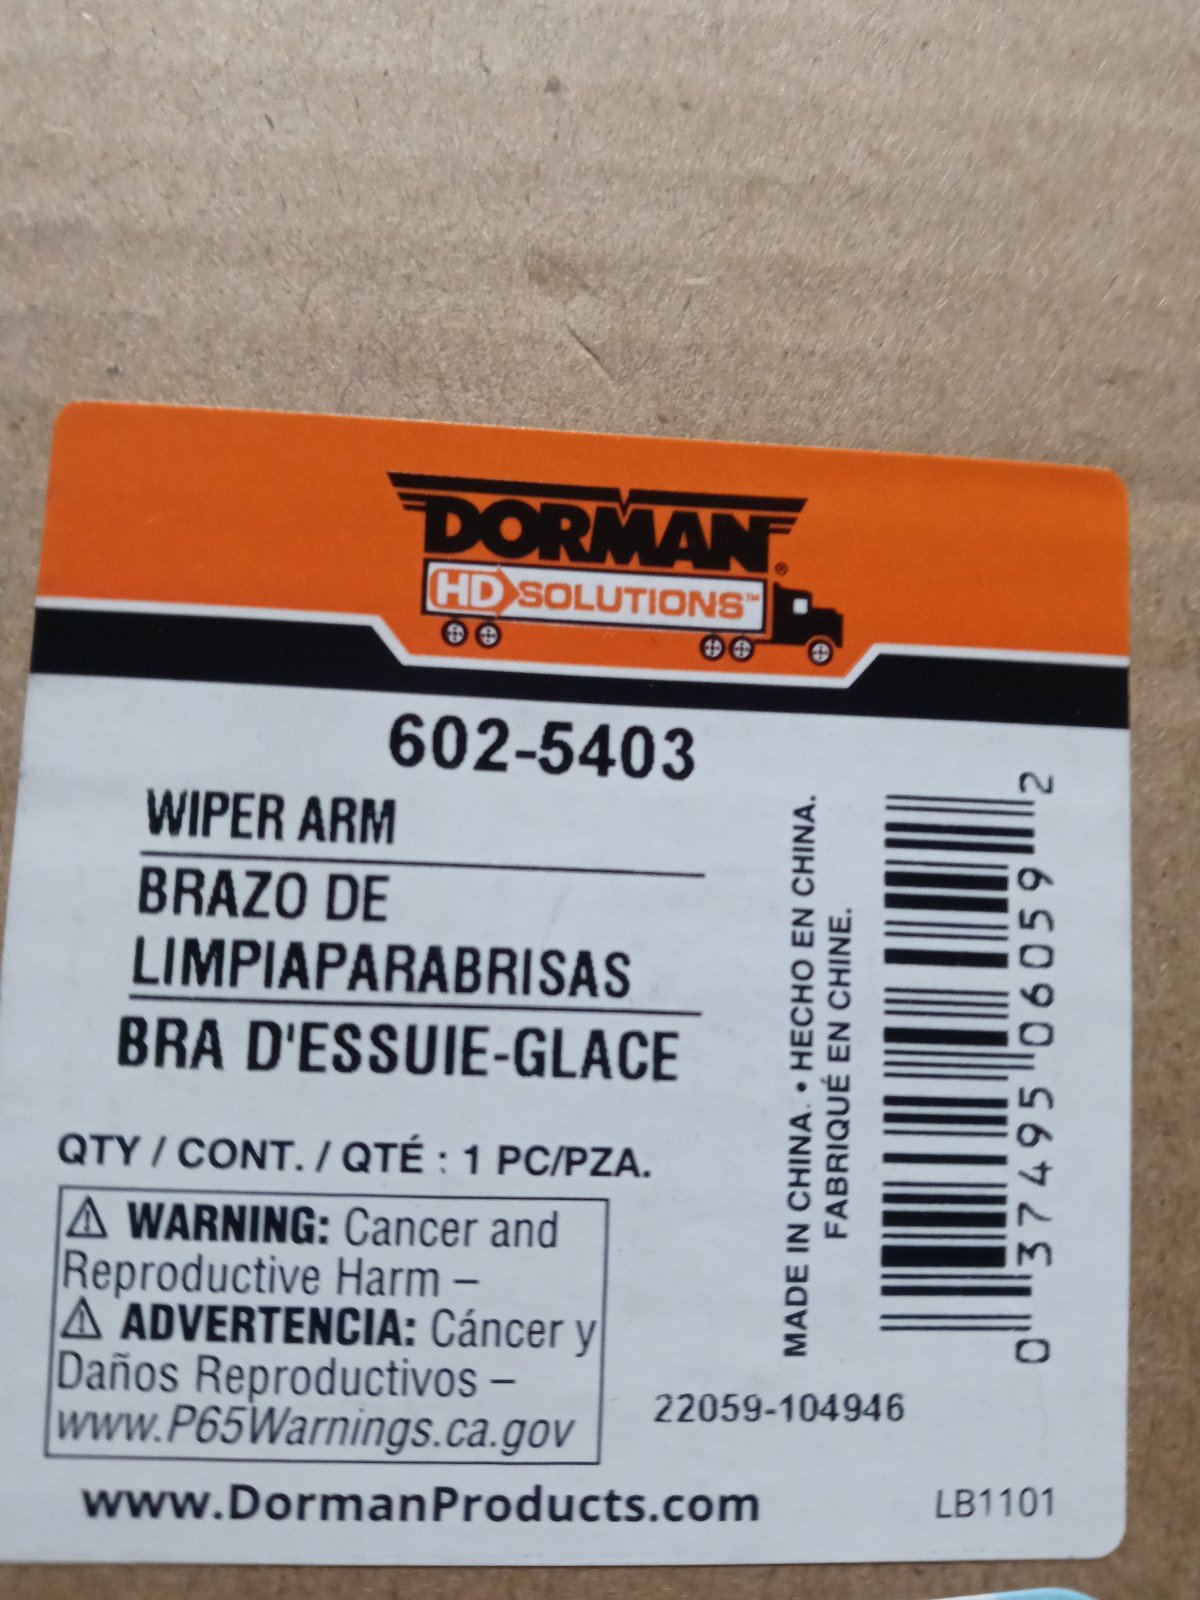 DORMAN®
HD SOLUTIONS™
602-5403
WIPER ARM
BRAZO DE
LIMPIAPARABRISAS
BRA D'ESSUIE-GLACE
QTY / CONT. / QTÉ : 1 PC/PZA.
⚠ WARNING: Cancer and
Reproductive Harm –
⚠ ADVERTENCIA: Cáncer y
Daños Reproductivos –
www.P65Warnings.ca.gov
MADE IN CHINA. • HECHO EN CHINA.
FABRIQUÉ EN CHINE.
0 37495 06059 2
22059-104946
www.DormanProducts.com
LB1101